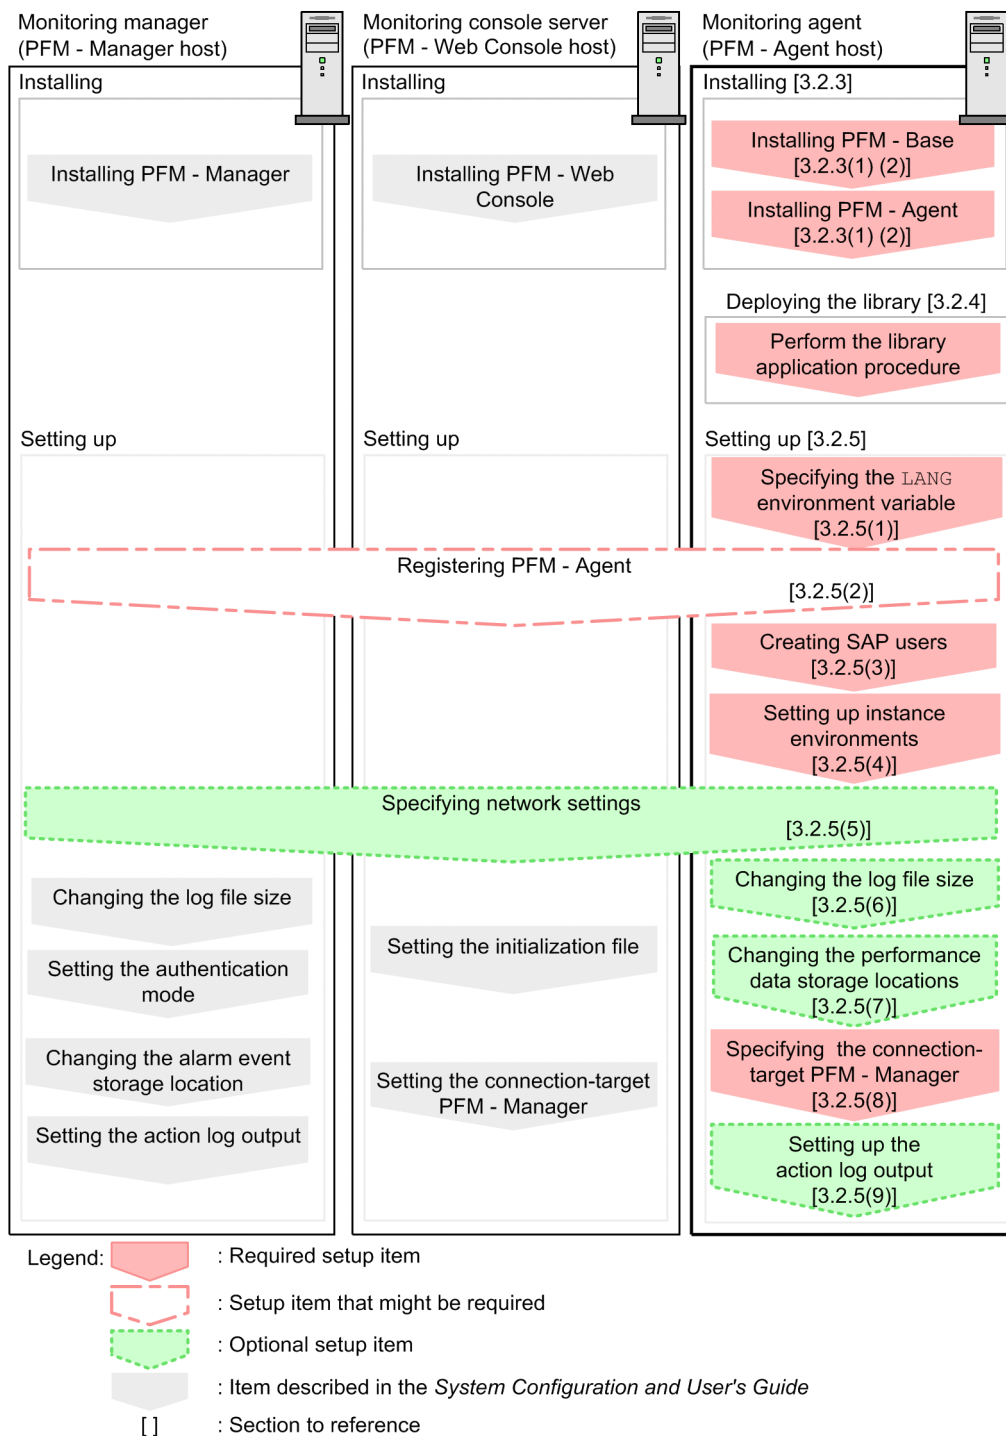 Monitoring manager
(PFM - Manager host)
Monitoring console server
(PFM - Web Console host)
Monitoring agent
(PFM - Agent host)
Installing
Installing PFM - Manager
Installing
Installing PFM - Web
Console
Installing [3.2.3]
Installing PFM - Base
[3.2.3(1) (2)]
Installing PFM - Agent
[3.2.3(1) (2)]
Deploying the library [3.2.4]
Perform the library
application procedure
Setting up
Setting up
Setting up [3.2.5]
Specifying the LANG
environment variable
[3.2.5(1)]
Registering PFM - Agent
[3.2.5(2)]
Creating SAP users
[3.2.5(3)]
Setting up instance
environments
[3.2.5(4)]
Specifying network settings
[3.2.5(5)]
Changing the log file size
Setting the authentication
mode
Changing the alarm event
storage location
Setting the action log output
Setting the initialization file
Setting the connection-target
PFM - Manager
Changing the log file size
[3.2.5(6)]
Changing the performance
data storage locations
[3.2.5(7)]
Specifying the connection-
target PFM - Manager
[3.2.5(8)]
Setting up the
action log output
[3.2.5(9)]
Legend:
: Required setup item
: Setup item that might be required
: Optional setup item
: Item described in the System Configuration and User's Guide
[ ] : Section to reference